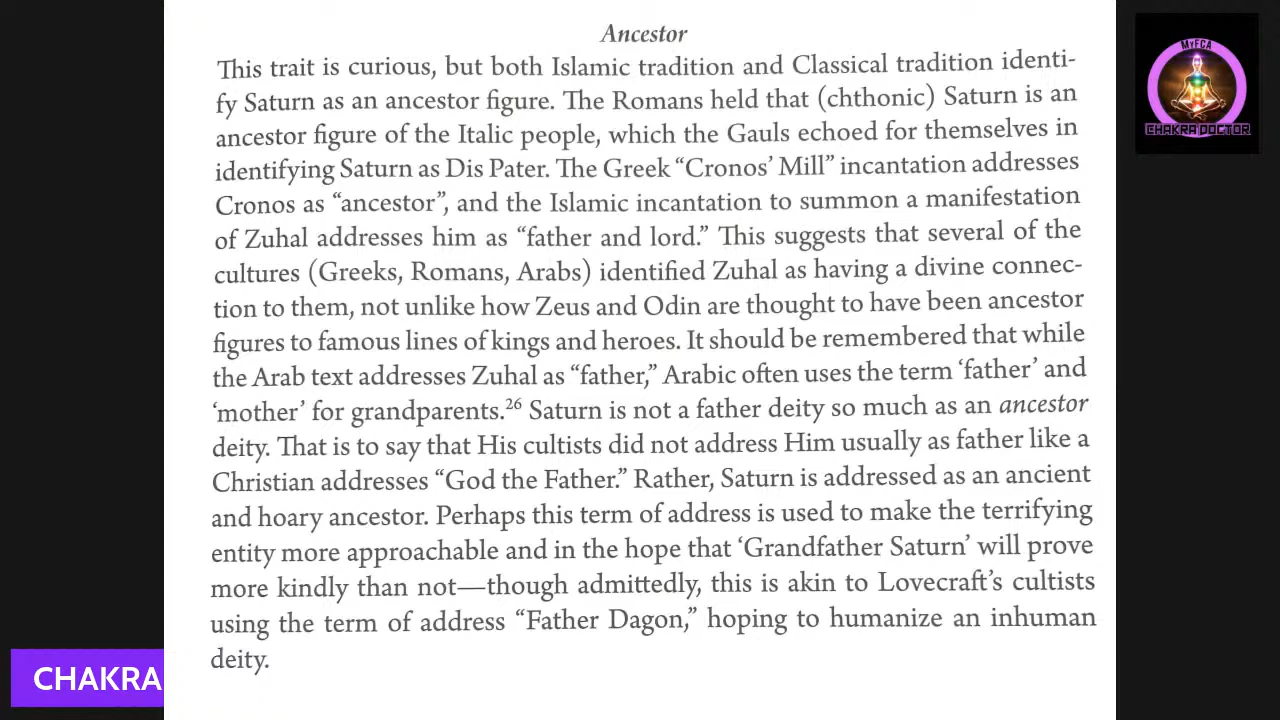 Ancestor
This trait is curious, but both Islamic tradition and Classical tradition identi-
fy Saturn as an ancestor figure. The Romans held that (chthonic) Saturn is an
ancestor figure of the Italic people, which the Gauls echoed for themselves in
identifying Saturn as Dis Pater. The Greek “Cronos’ Mill” incantation addresses
Cronos as “ancestor”, and the Islamic incantation to summon a manifestation
of Zuhal addresses him as “father and lord.” This suggests that several of the
cultures (Greeks, Romans, Arabs) identified Zuhal as having a divine connec-
tion to them, not unlike how Zeus and Odin are thought to have been ancestor
figures to famous lines of kings and heroes. It should be remembered that while
the Arab text addresses Zuhal as “father,” Arabic often uses the term ‘father’ and
‘mother’ for grandparents.26 Saturn is not a father deity so much as an ancestor
deity. That is to say that His cultists did not address Him usually as father like a
Christian addresses “God the Father.” Rather, Saturn is addressed as an ancient
and hoary ancestor. Perhaps this term of address is used to make the terrifying
entity more approachable and in the hope that ‘Grandfather Saturn’ will prove
more kindly than not—though admittedly, this is akin to Lovecraft’s cultists
using the term of address “Father Dagon,” hoping to humanize an inhuman
deity.
MYFCA
CHAKRA DOCTOR
CHAKRA